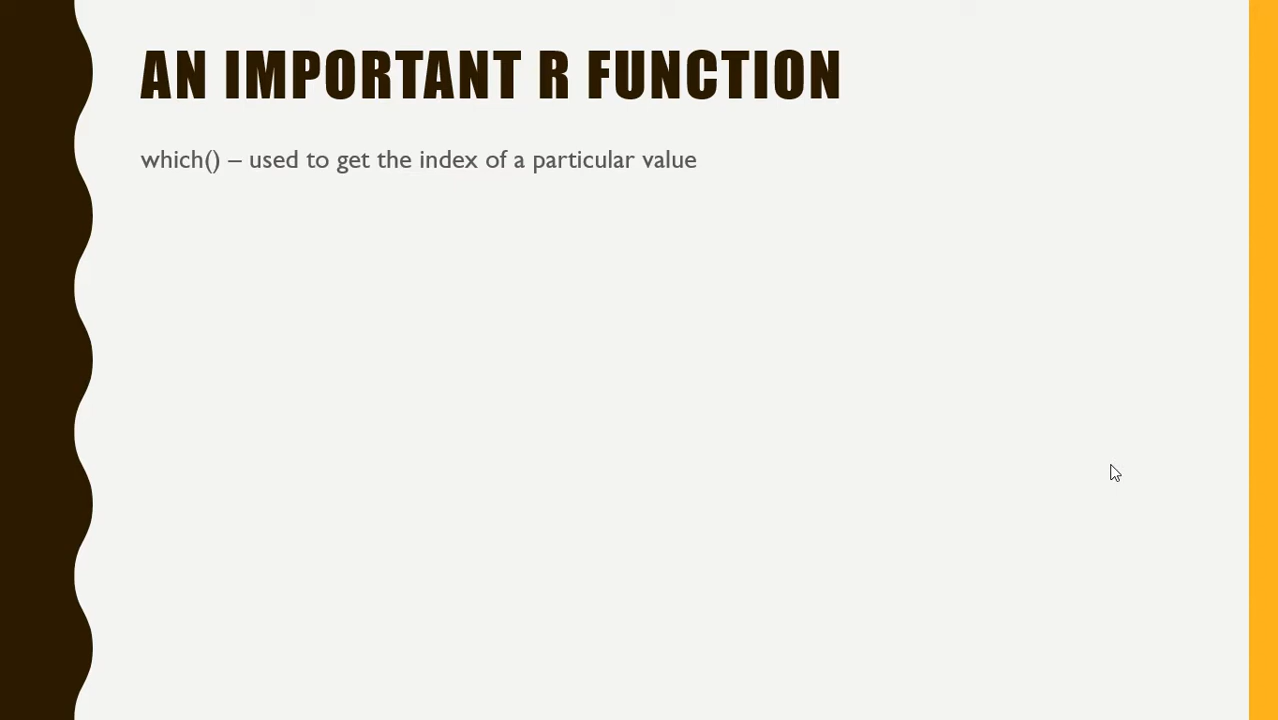 AN IMPORTANT R FUNCTION
which() – used to get the index of a particular value